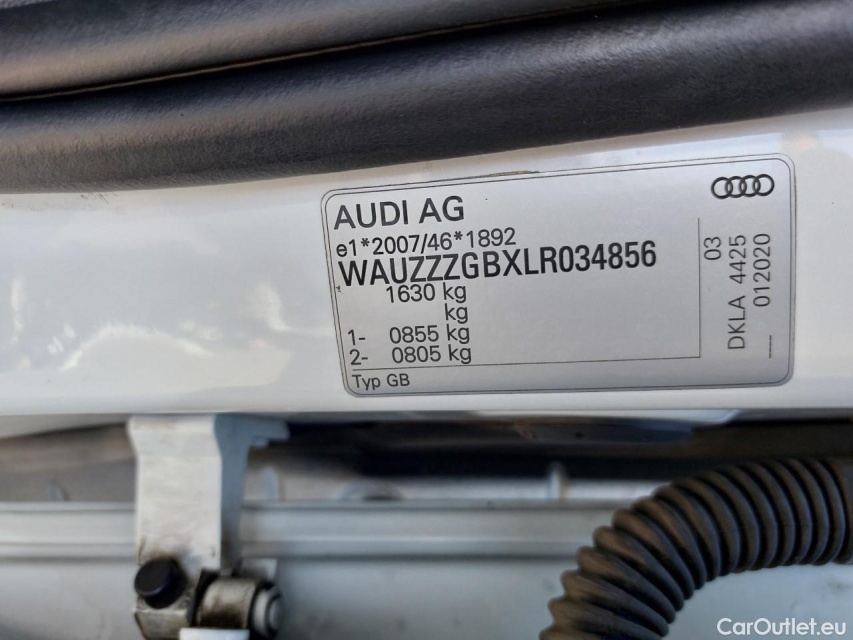 AUDI AG
e1*2007/46*1892
WAUZZZGBXLR034856
1630 kg
kg
1- 0855 kg
2- 0805 kg
Typ GB
03
DKLA 4425
012020
CarOutlet.eu